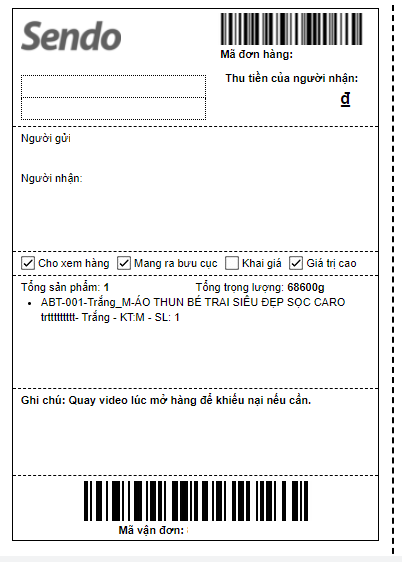 Sendo
Mã đơn hàng:
Thu tiền của người nhận:
đ
Người gửi
Người nhận:
Cho xem hàng Mang ra bưu cục Khai giá Giá trị cao
Tổng sản phẩm: 1 Tổng trọng lượng: 68600g
• ABT-001-Trắng_M-ÁO THUN BÉ TRAI SIÊU ĐẸP SỌC CARO
trttttttttt- Trắng - KT:M - SL: 1
Ghi chú: Quay video lúc mở hàng để khiếu nại nếu cần.
Mã vận đơn: